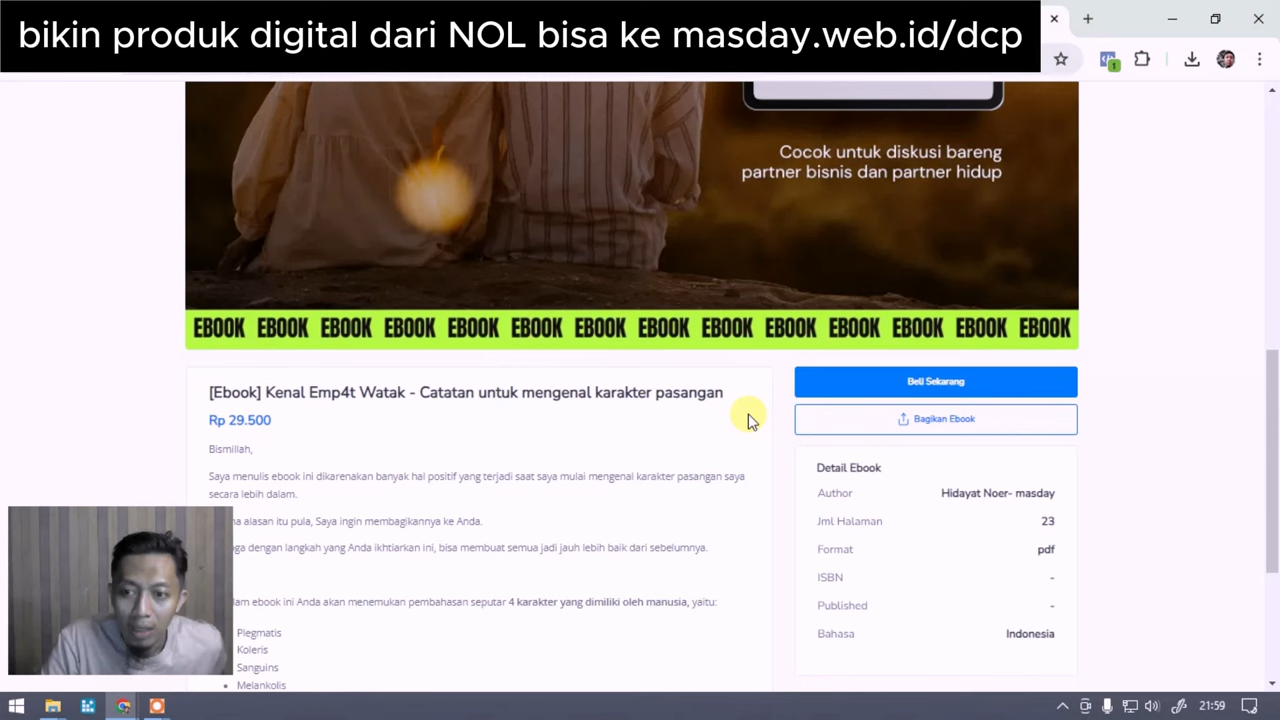 bikin produk digital dari NOL bisa ke masday.web.id/dcp
1
Cocok untuk diskusi bareng
partner bisnis dan partner hidup
EBOOK EBOOK EBOOK EBOOK EBOOK EBOOK EBOOK EBOOK EBOOK EBOOK EBOOK EBOOK EBOOK EBOOK
[Ebook] Kenal Emp4t Watak - Catatan untuk mengenal karakter pasangan
Rp 29.500
Bismillah,
Saya menulis ebook ini dikarenakan banyak hal positif yang terjadi saat saya mulai mengenal karakter pasangan saya
secara lebih dalam.
alasan itu pula, Saya ingin membagikannya ke Anda.
dengan langkah yang Anda ikhtiarkan ini, bisa membuat semua jadi jauh lebih baik dari sebelumnya.
ebook ini Anda akan menemukan pembahasan seputar 4 karakter yang dimiliki oleh manusia, yaitu:
Plegmatis
Koleris
Sanguins
Melankolis
Beli Sekarang
Bagikan Ebook
Detail Ebook
Author Hidayat Noer- masday
Jml Halaman 23
Format pdf
ISBN -
Published -
Bahasa Indonesia
21:59